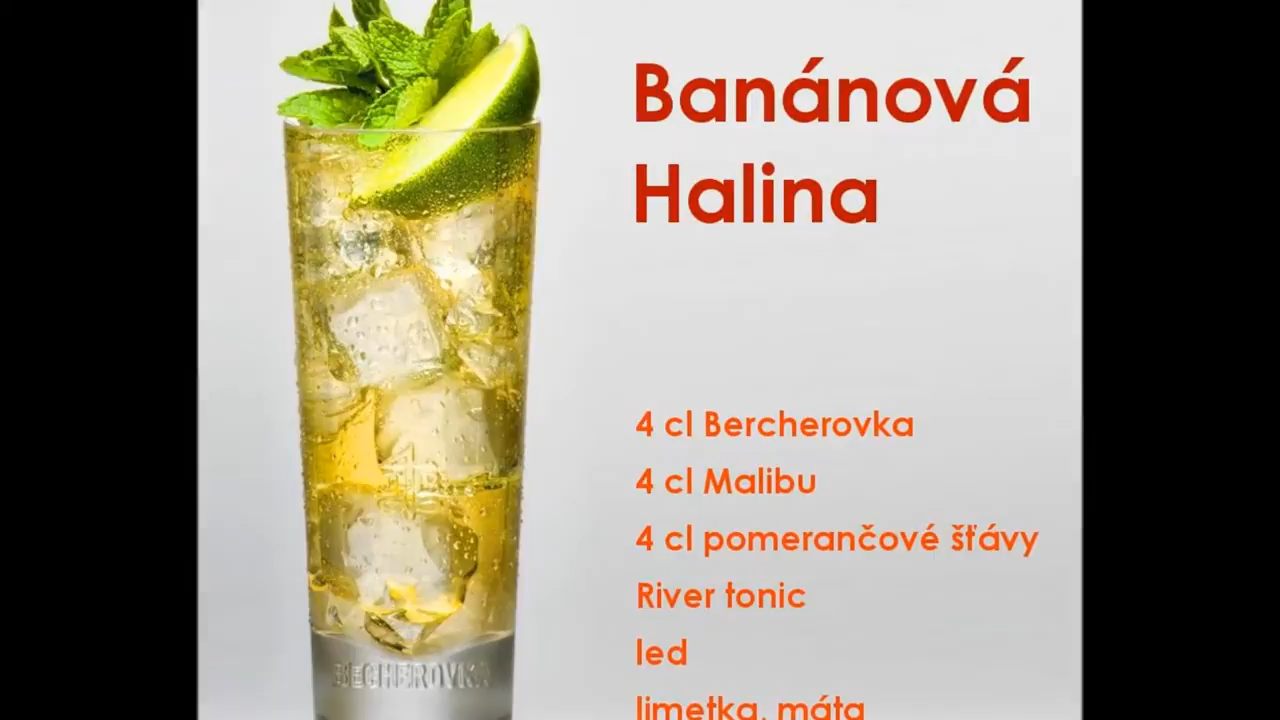 Banánová
Halina
4 cl Bercherovka
4 cl Malibu
4 cl pomerančové šťávy
River tonic
led
limetka, máta
BECHEROVKA